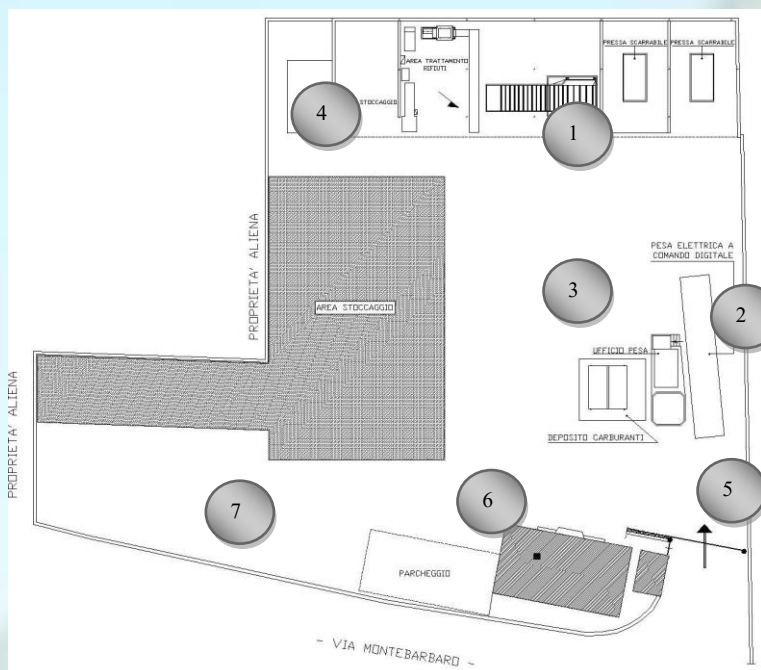 PRESSA SCARRABILE
PRESSA SCARRABILE
AREA TRATTAMENTO
RIFIUTI
4
STOCCAGGIO
1
PROPRIETA' ALIENA
PESA ELETTRICA A
COMANDO DIGITALE
3
AREA STOCCAGGIO
2
UFFICIO PESA
PROPRIETA' ALIENA
DEPOSITO CARBURANTI
5
6
7
PARCHEGGIO
- VIA MONTEBARBARO -